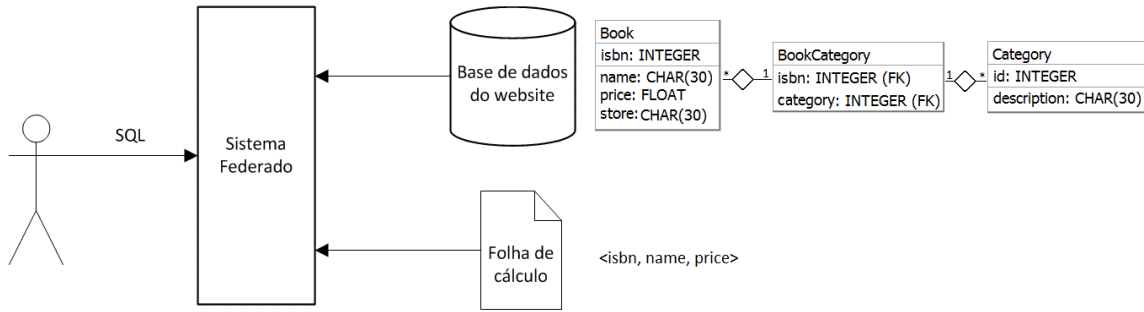 SQL
Sistema
Federado
Base de dados
do website
Book
isbn: INTEGER
name: CHAR(30)
price: FLOAT
store: CHAR(30)
* 1
BookCategory
isbn: INTEGER (FK)
category: INTEGER (FK)
1 *
Category
id: INTEGER
description: CHAR(30)
Folha de
cálculo
<isbn, name, price>